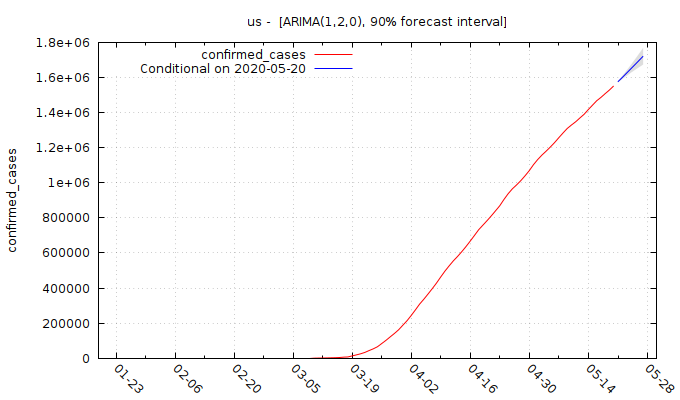 us -  [ARIMA(1,2,0), 90% forecast interval]
confirmed_cases
Conditional on 2020-05-20
1.8e+06
1.6e+06
1.4e+06
1.2e+06
1e+06
800000
600000
400000
200000
0
confirmed_cases
01-23
02-06
02-20
03-05
03-19
04-02
04-16
04-30
05-14
05-28